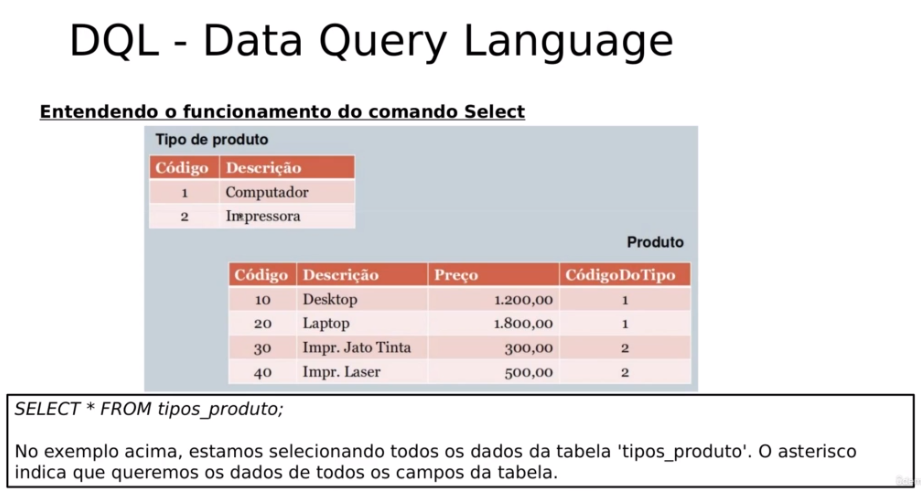 DQL - Data Query Language
Entendendo o funcionamento do comando Select
Tipo de produto
Código Descrição
1 Computador
2 Impressora
Produto
Código Descrição Preço CódigoDoTipo
10 Desktop 1.200,00 1
20 Laptop 1.800,00 1
30 Impr. Jato Tinta 300,00 2
40 Impr. Laser 500,00 2
SELECT * FROM tipos_produto;
No exemplo acima, estamos selecionando todos os dados da tabela 'tipos_produto'. O asterisco
indica que queremos os dados de todos os campos da tabela.